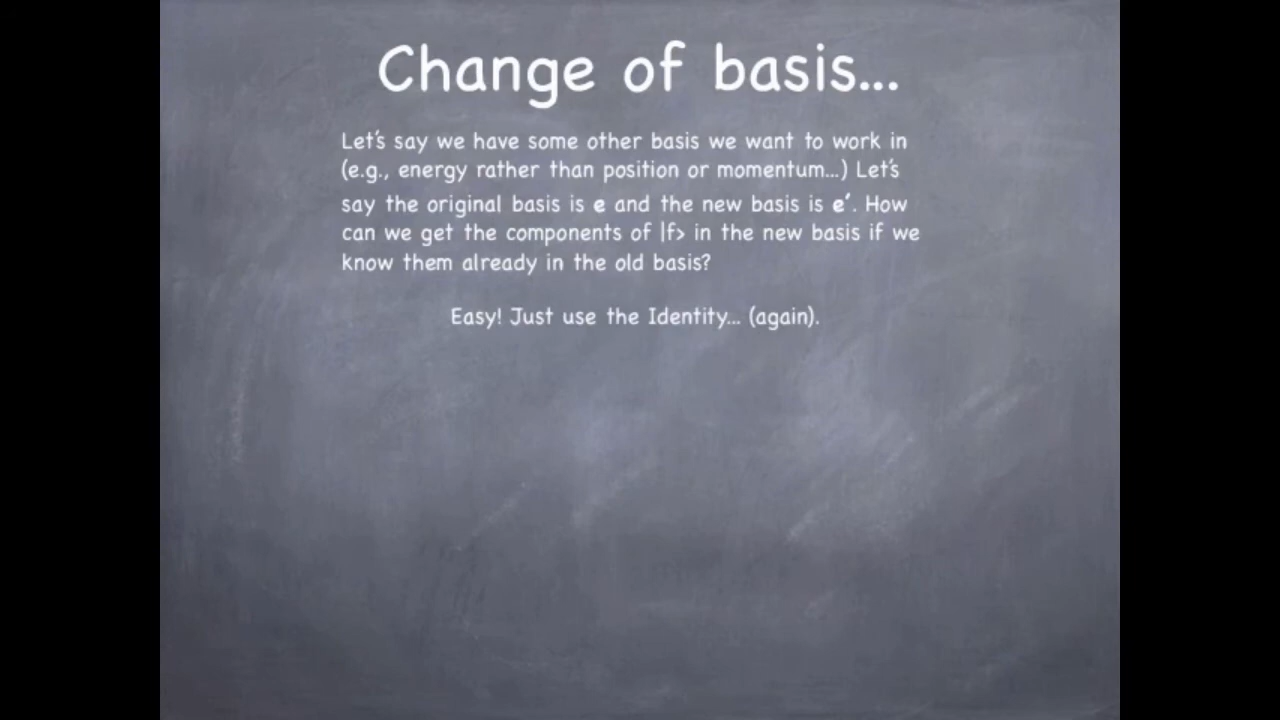 Change of basis...
Let's say we have some other basis we want to work in
(e.g., energy rather than position or momentum...) Let's
say the original basis is e and the new basis is e′. How
can we get the components of |f> in the new basis if we
know them already in the old basis?
Easy! Just use the Identity... (again).